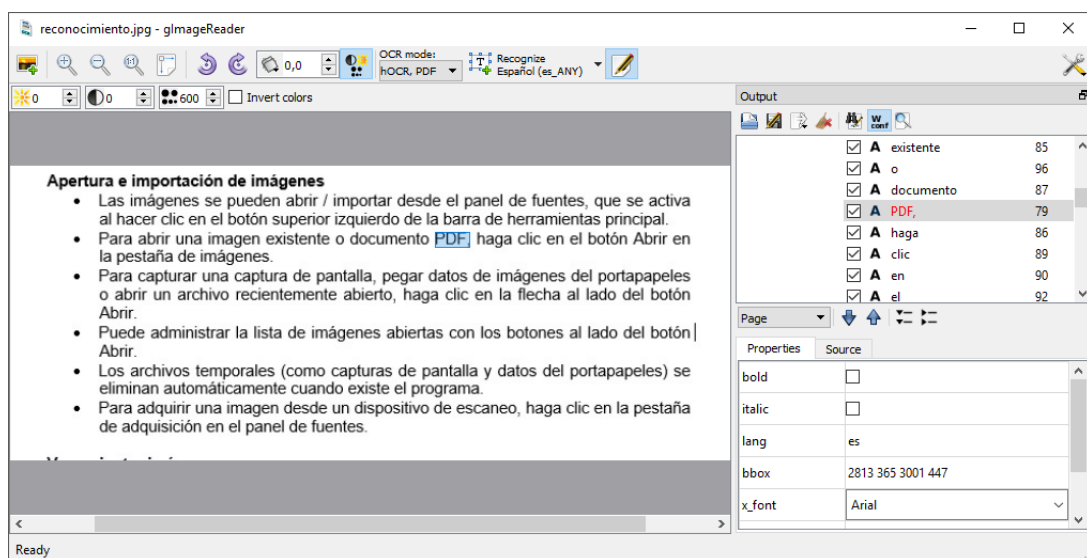 reconocimiento.jpg - gImageReader
1:1
0,0
OCR mode:
hOCR, PDF
Recognize
Español (es_ANY)
0
0
600
Invert colors
Output
W
conf
Apertura e importación de imágenes
• Las imágenes se pueden abrir / importar desde el panel de fuentes, que se activa
al hacer clic en el botón superior izquierdo de la barra de herramientas principal.
• Para abrir una imagen existente o documento PDF, haga clic en el botón Abrir en
la pestaña de imágenes.
• Para capturar una captura de pantalla, pegar datos de imágenes del portapapeles
o abrir un archivo recientemente abierto, haga clic en la flecha al lado del botón
Abrir.
• Puede administrar la lista de imágenes abiertas con los botones al lado del botón
Abrir.
• Los archivos temporales (como capturas de pantalla y datos del portapapeles) se
eliminan automáticamente cuando existe el programa.
• Para adquirir una imagen desde un dispositivo de escaneo, haga clic en la pestaña
de adquisición en el panel de fuentes.
A existente 85
A o 96
A documento 87
A PDF, 79
A haga 86
A clic 89
A en 90
A el 92
Page
Properties Source
bold
italic
lang es
bbox 2813 365 3001 447
x_font Arial
Ready